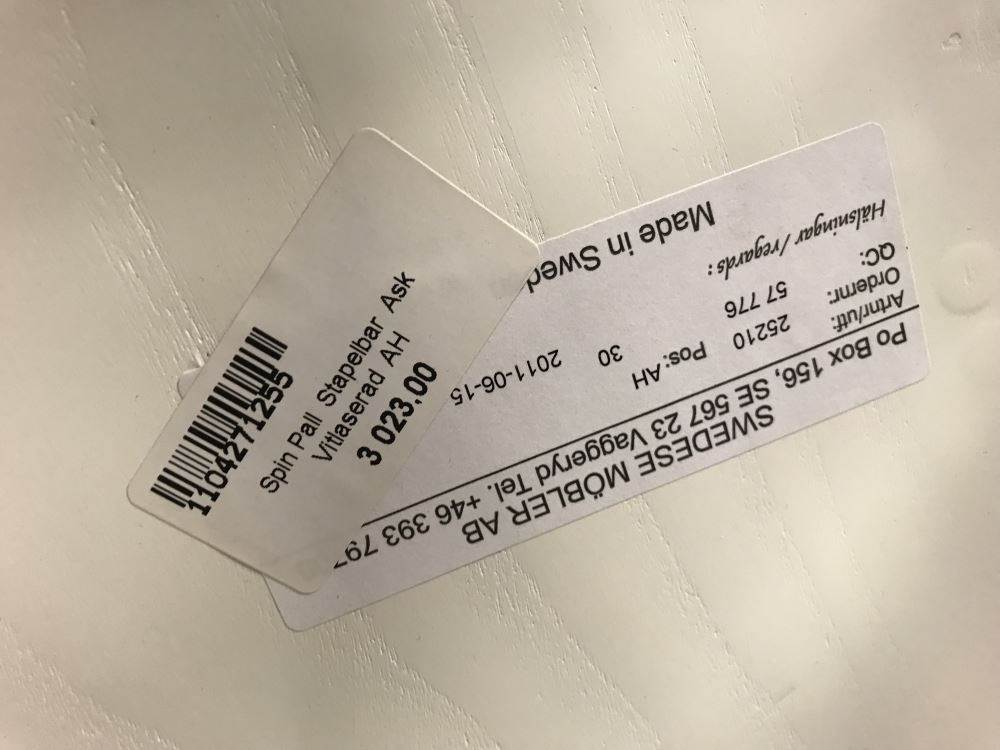 1104271255
Spin Pall Stapelbar Ask
Vitlaserad AH
3 023,00
SWEDESE MÖBLER AB
Po Box 156, SE 567 23 Vaggeryd Tel. +46 393 797
Artnr/utf: 25210 Pos: AH 30 2011-06-15
Ordernr: 57 776
QC:
Hälsningar / regards :
Made in Swed